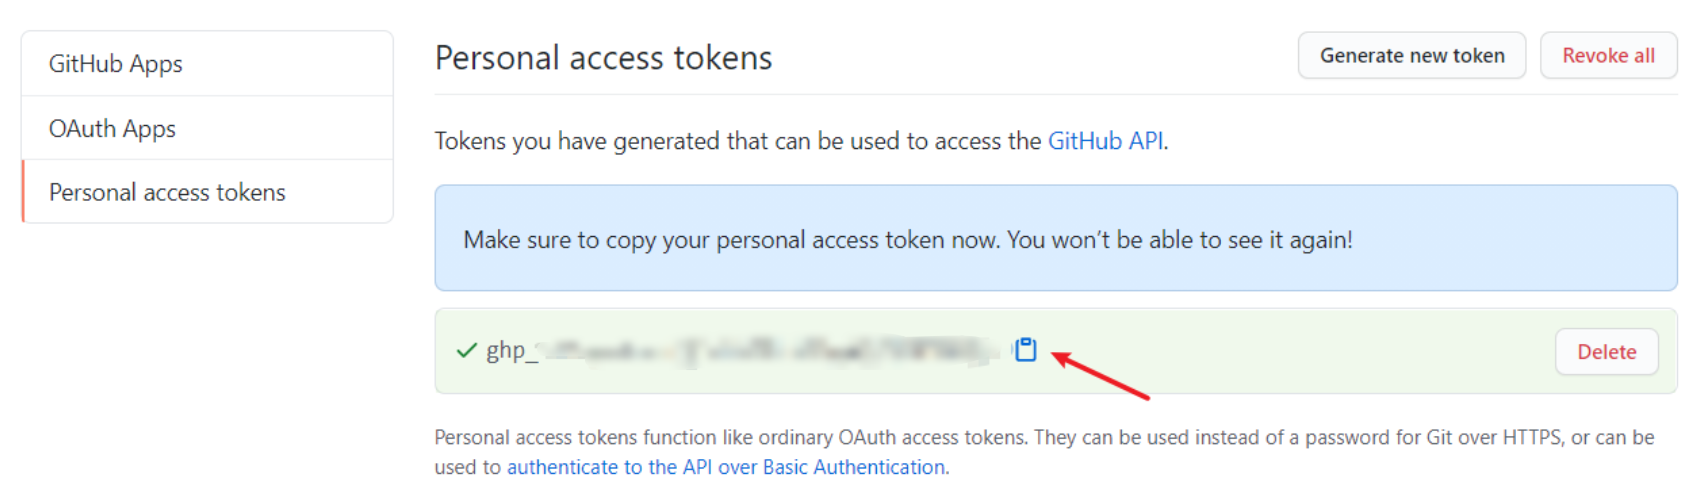 GitHub Apps
OAuth Apps
Personal access tokens
Personal access tokens
Generate new token
Revoke all
Tokens you have generated that can be used to access the GitHub API.
Make sure to copy your personal access token now. You won’t be able to see it again!
ghp_
Delete
Personal access tokens function like ordinary OAuth access tokens. They can be used instead of a password for Git over HTTPS, or can be
used to authenticate to the API over Basic Authentication.